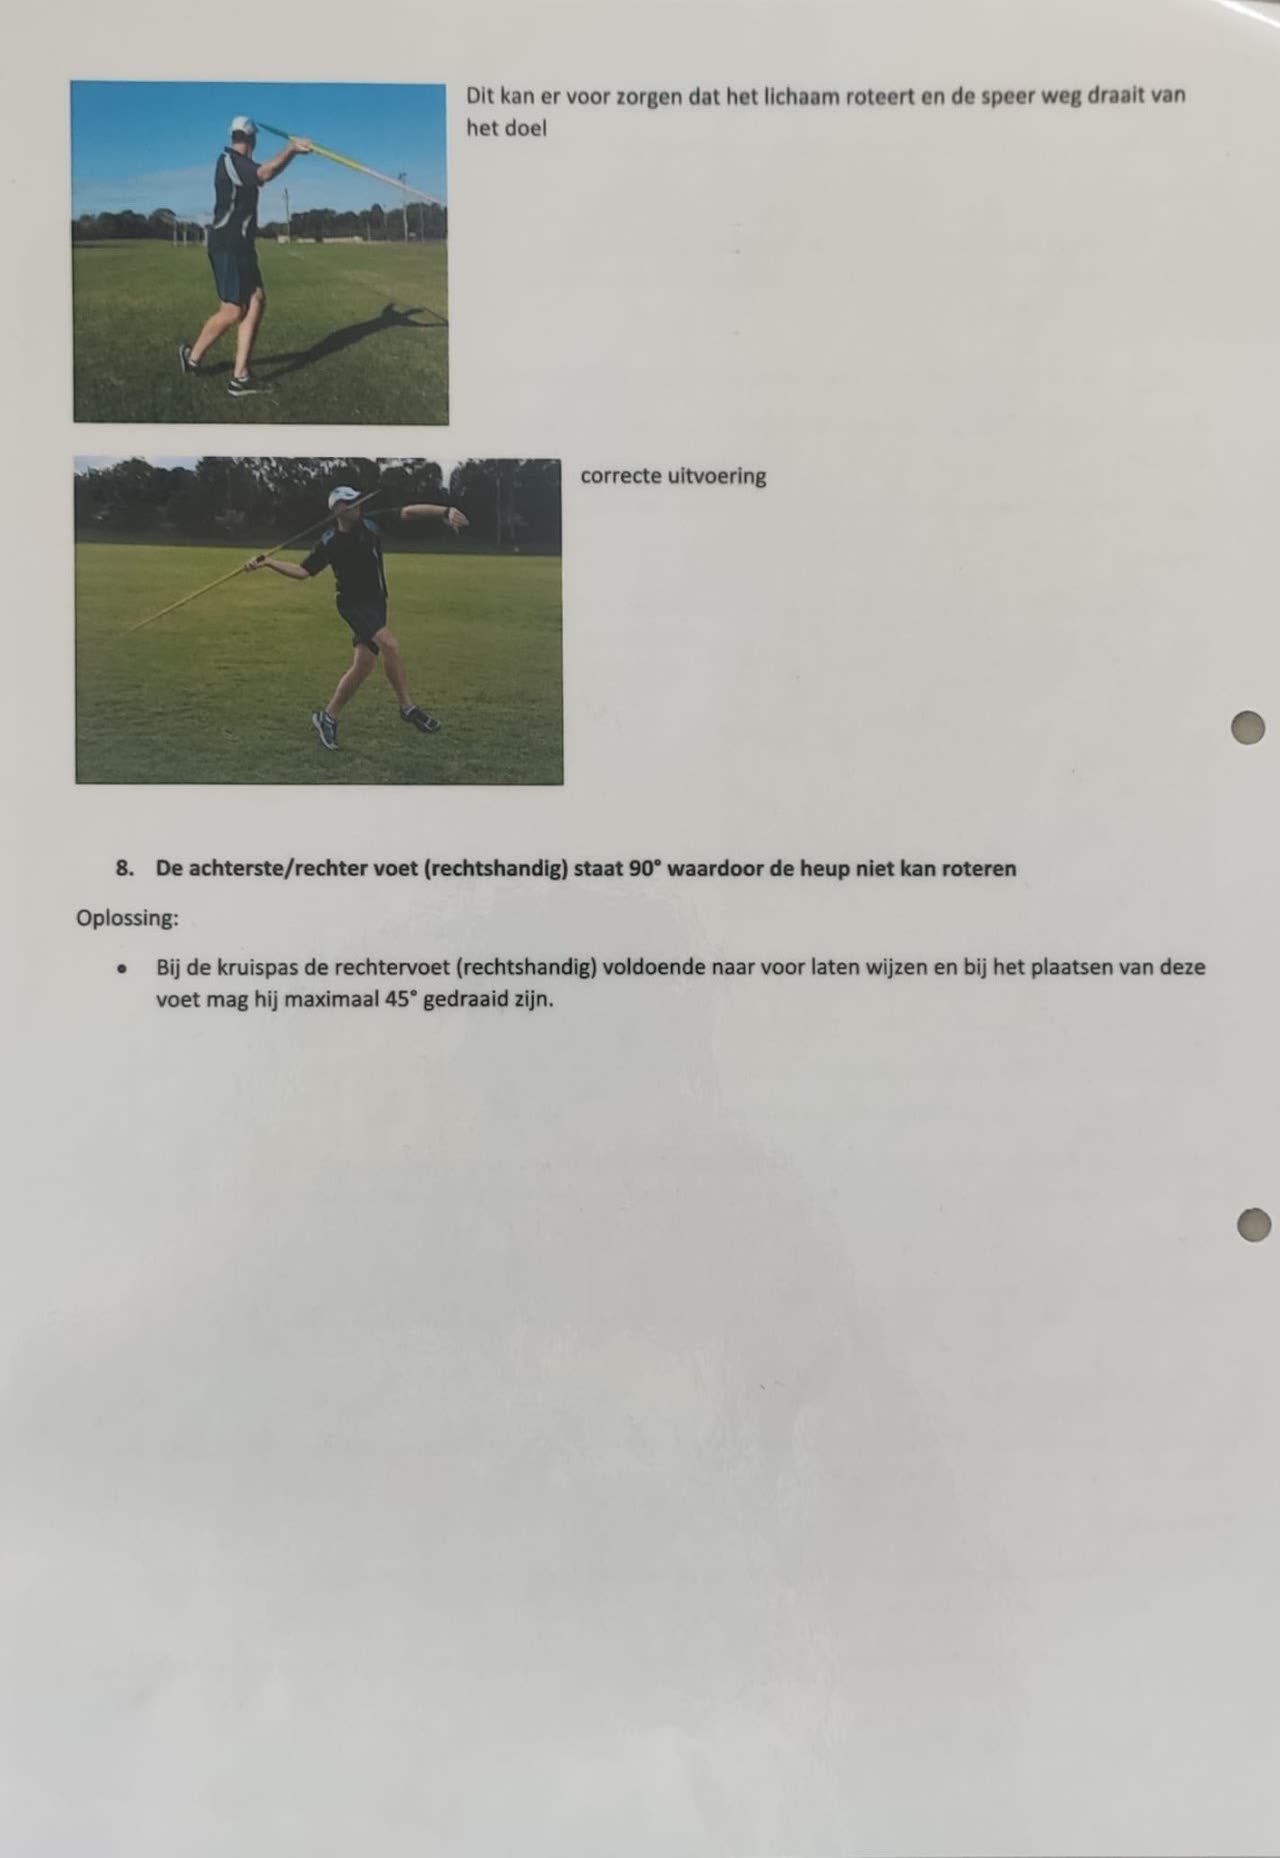 Dit kan er voor zorgen dat het lichaam roteert en de speer weg draait van
het doel
correcte uitvoering
8. De achterste/rechter voet (rechtshandig) staat 90° waardoor de heup niet kan roteren
Oplossing:
• Bij de kruispas de rechtervoet (rechtshandig) voldoende naar voor laten wijzen en bij het plaatsen van deze
voet mag hij maximaal 45° gedraaid zijn.